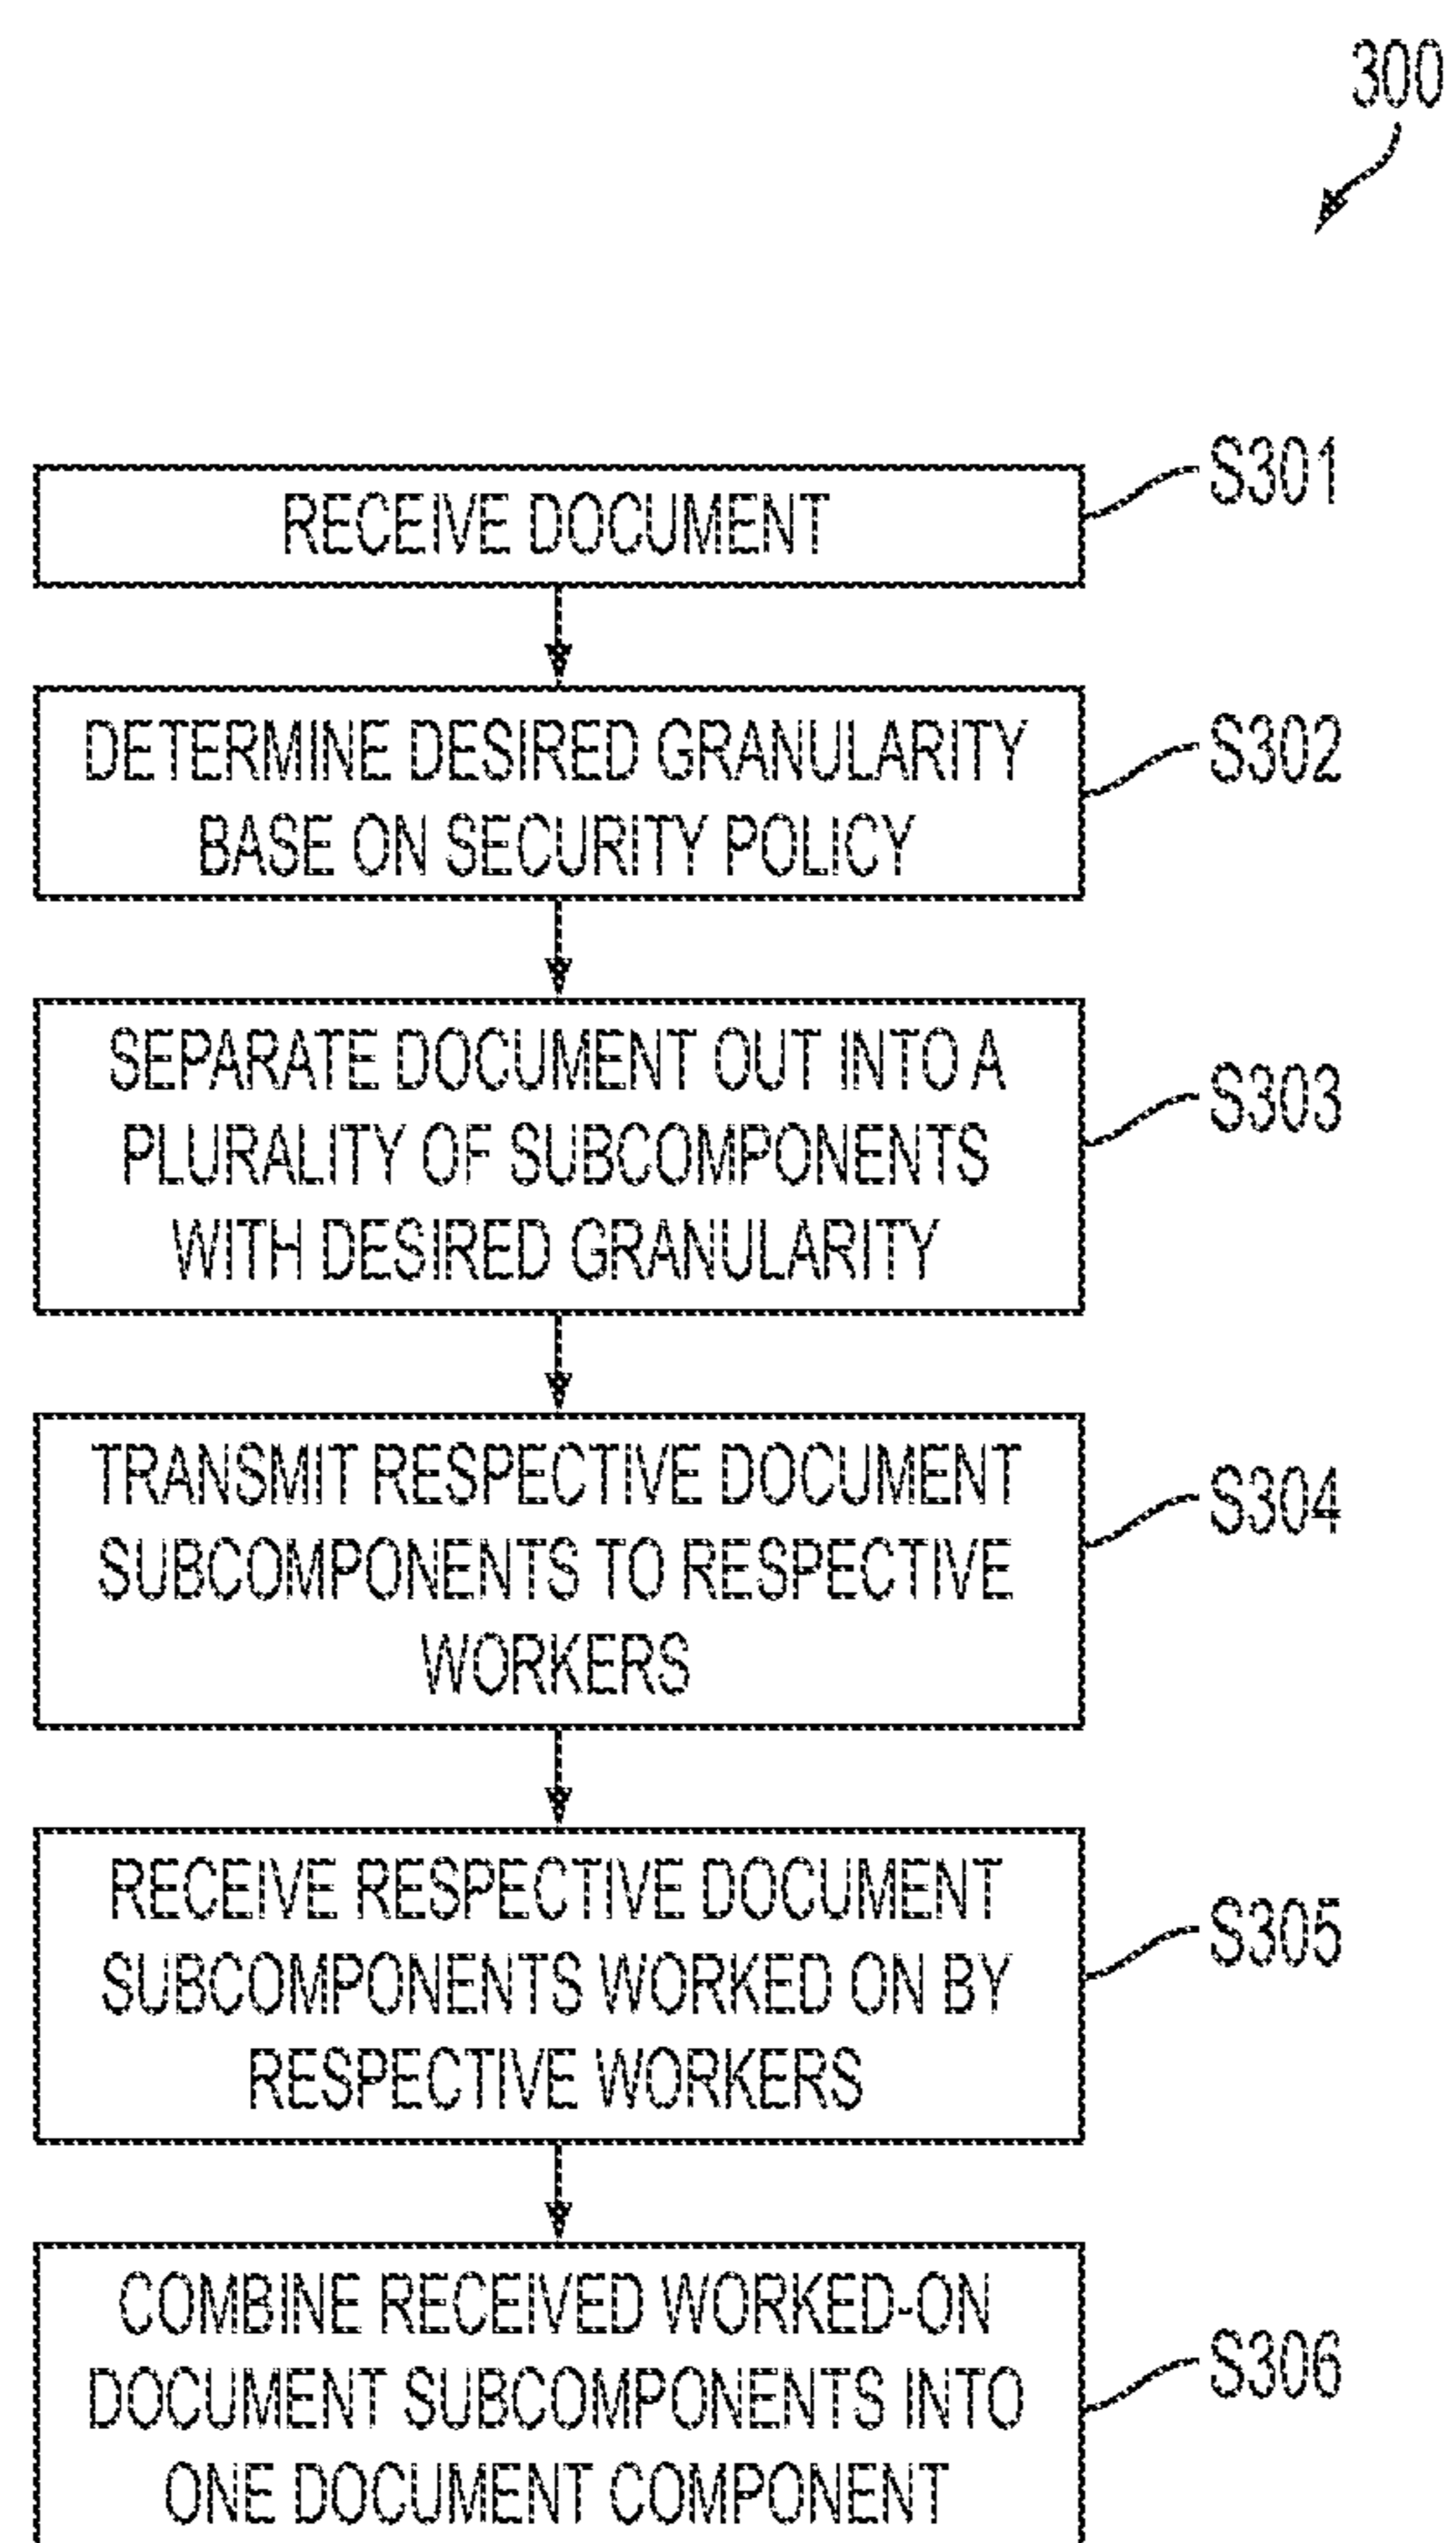 300
RECEIVE DOCUMENT
S301
DETERMINE DESIRED GRANULARITY
BASE ON SECURITY POLICY
S302
SEPARATE DOCUMENT OUT INTO A
PLURALITY OF SUBCOMPONENTS
WITH DESIRED GRANULARITY
S303
TRANSMIT RESPECTIVE DOCUMENT
SUBCOMPONENTS TO RESPECTIVE
WORKERS
S304
RECEIVE RESPECTIVE DOCUMENT
SUBCOMPONENTS WORKED ON BY
RESPECTIVE WORKERS
S305
COMBINE RECEIVED WORKED-ON
DOCUMENT SUBCOMPONENTS INTO
ONE DOCUMENT COMPONENT
S306